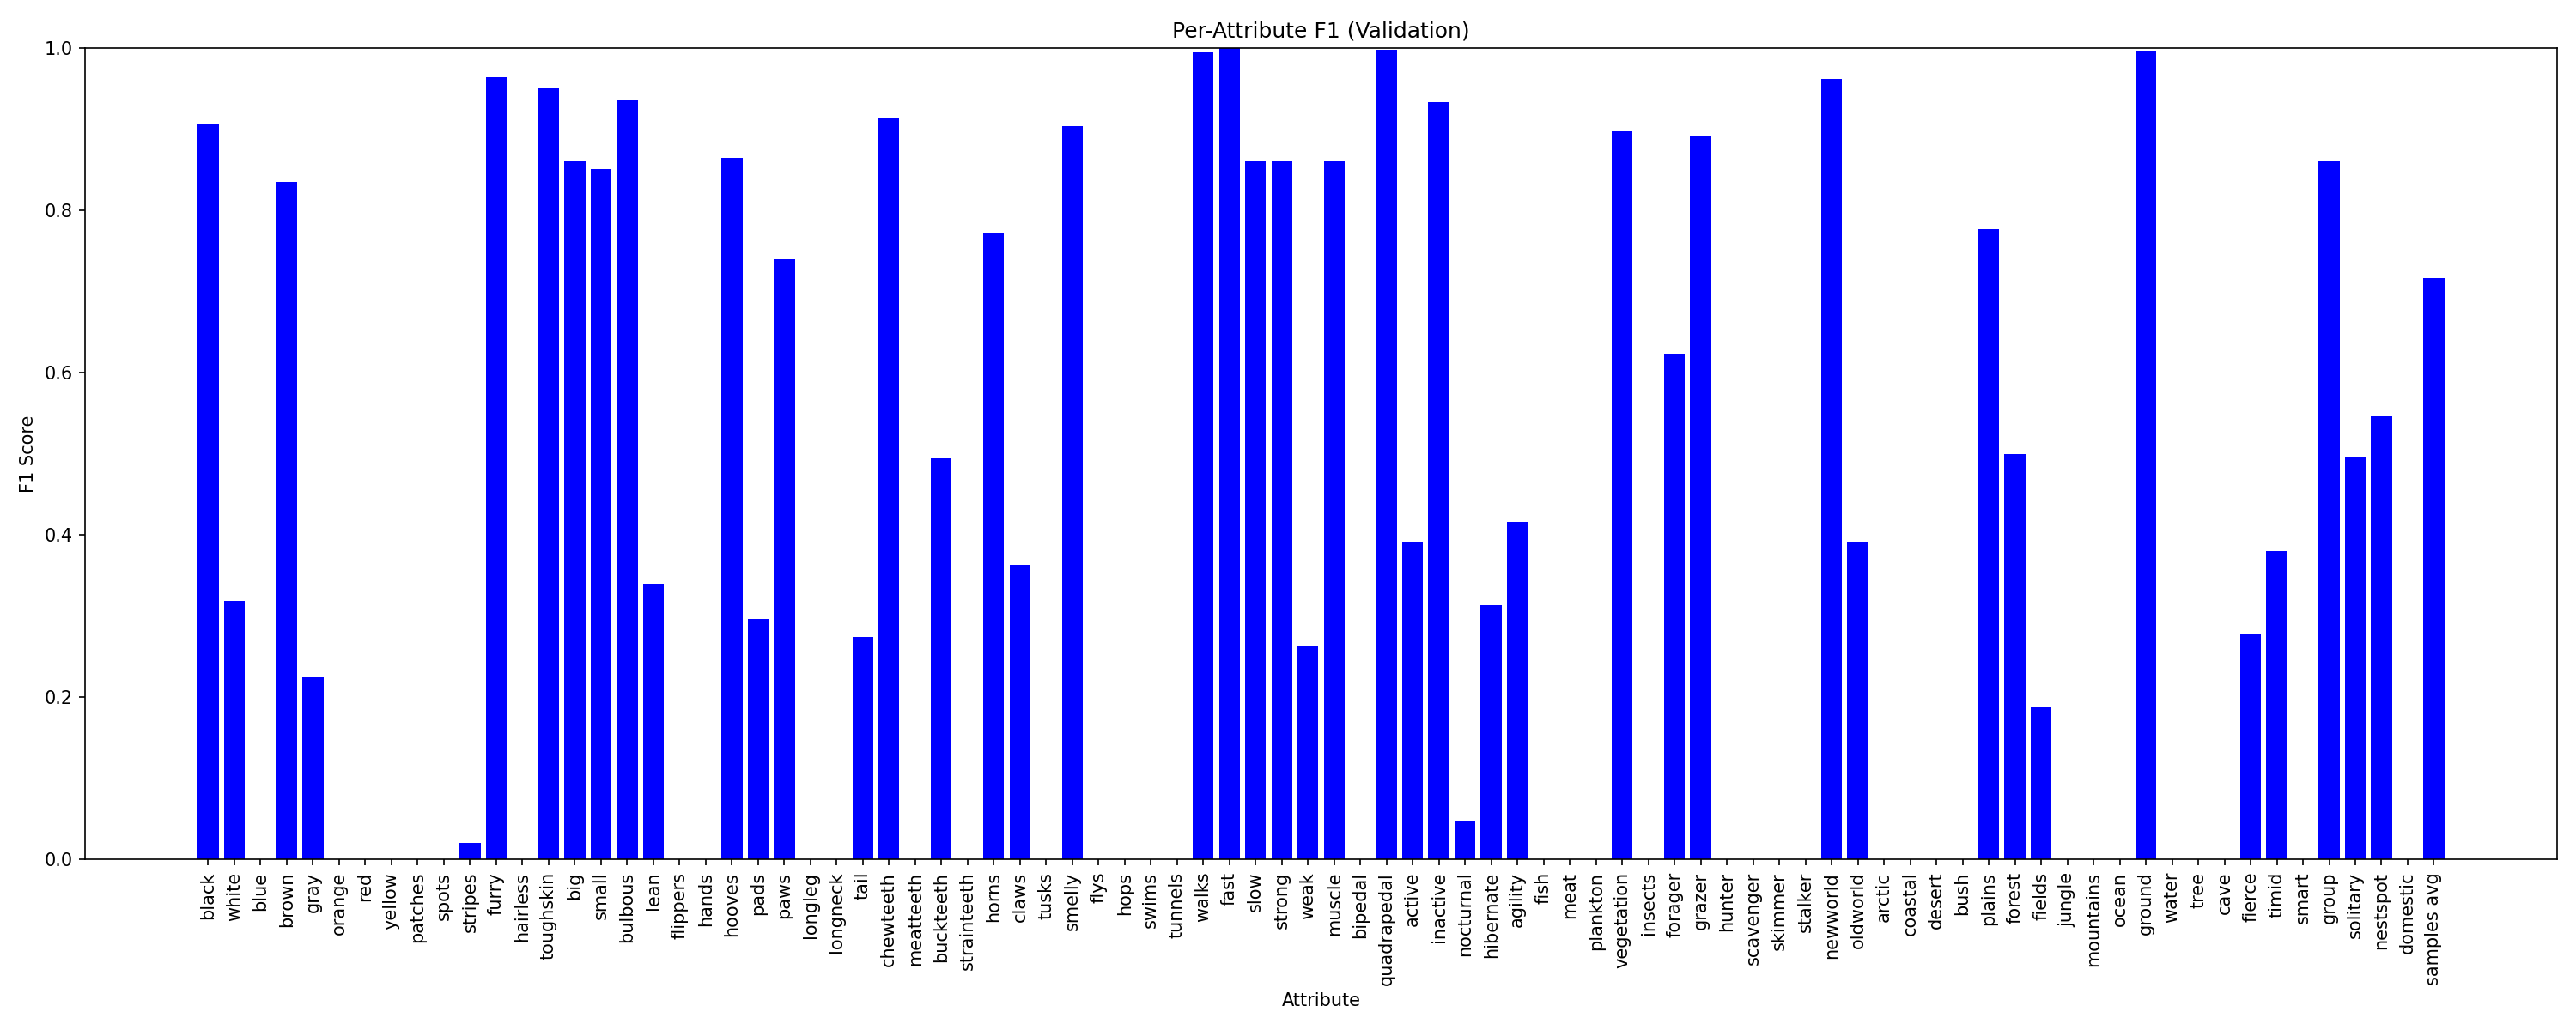 Per-Attribute F1 (Validation)
1.0
0.8
0.6
0.4
0.2
0.0
F1 Score
black
white
blue
brown
gray
orange
red
yellow
patches
spots
stripes
furry
hairless
toughskin
big
small
bulbous
lean
flippers
hands
hooves
pads
paws
longleg
longneck
tail
chewteeth
meatteeth
buckteeth
strainteeth
horns
claws
tusks
smelly
flys
hops
swims
tunnels
walks
fast
slow
strong
weak
muscle
bipedal
quadrapedal
active
inactive
nocturnal
hibernate
agility
fish
meat
plankton
vegetation
insects
forager
grazer
hunter
scavenger
skimmer
stalker
newworld
oldworld
arctic
coastal
desert
bush
plains
forest
fields
jungle
mountains
ocean
ground
water
tree
cave
fierce
timid
smart
group
solitary
nestspot
domestic
samples avg
Attribute